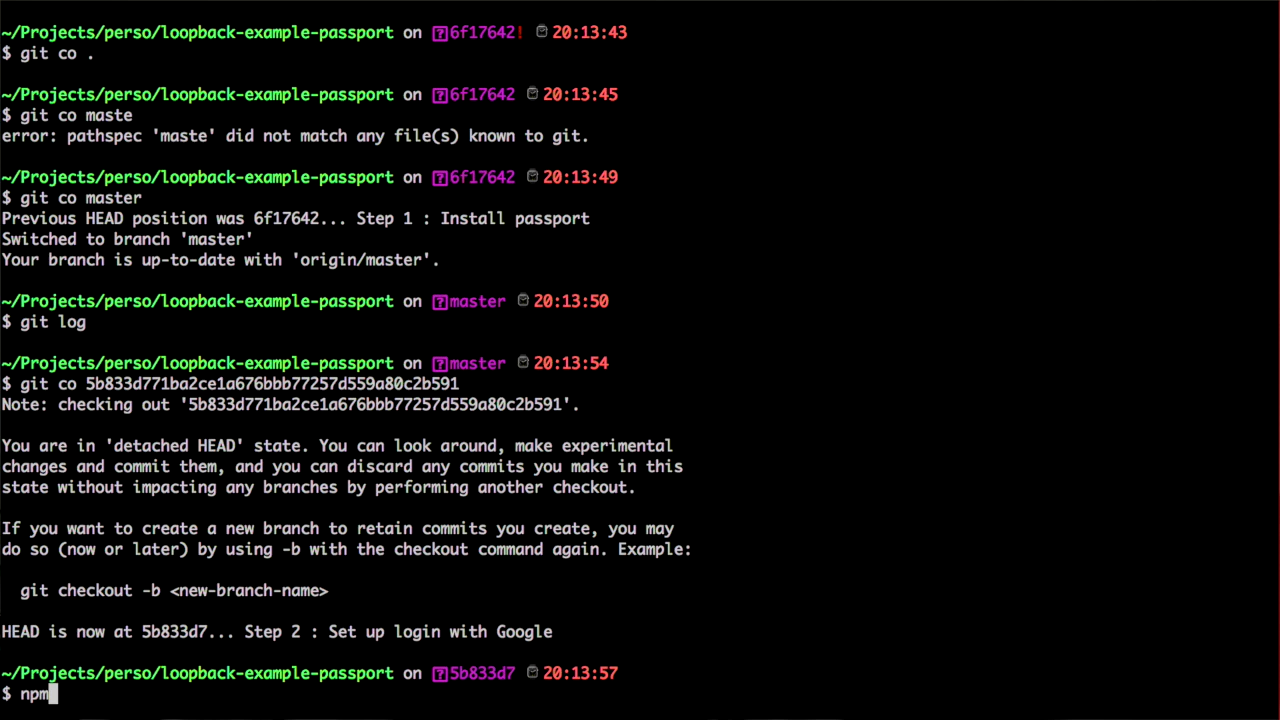 ~/Projects/perso/loopback-example-passport on 6f17642! 20:13:43
$ git co .
~/Projects/perso/loopback-example-passport on 6f17642 20:13:45
$ git co maste
error: pathspec 'maste' did not match any file(s) known to git.
~/Projects/perso/loopback-example-passport on 6f17642 20:13:49
$ git co master
Previous HEAD position was 6f17642... Step 1 : Install passport
Switched to branch 'master'
Your branch is up-to-date with 'origin/master'.
~/Projects/perso/loopback-example-passport on master 20:13:50
$ git log
~/Projects/perso/loopback-example-passport on master 20:13:54
$ git co 5b833d771ba2ce1a676bbb77257d559a80c2b591
Note: checking out '5b833d771ba2ce1a676bbb77257d559a80c2b591'.
You are in 'detached HEAD' state. You can look around, make experimental
changes and commit them, and you can discard any commits you make in this
state without impacting any branches by performing another checkout.
If you want to create a new branch to retain commits you create, you may
do so (now or later) by using -b with the checkout command again. Example:
git checkout -b <new-branch-name>
HEAD is now at 5b833d7... Step 2 : Set up login with Google
~/Projects/perso/loopback-example-passport on 5b833d7 20:13:57
$ npm